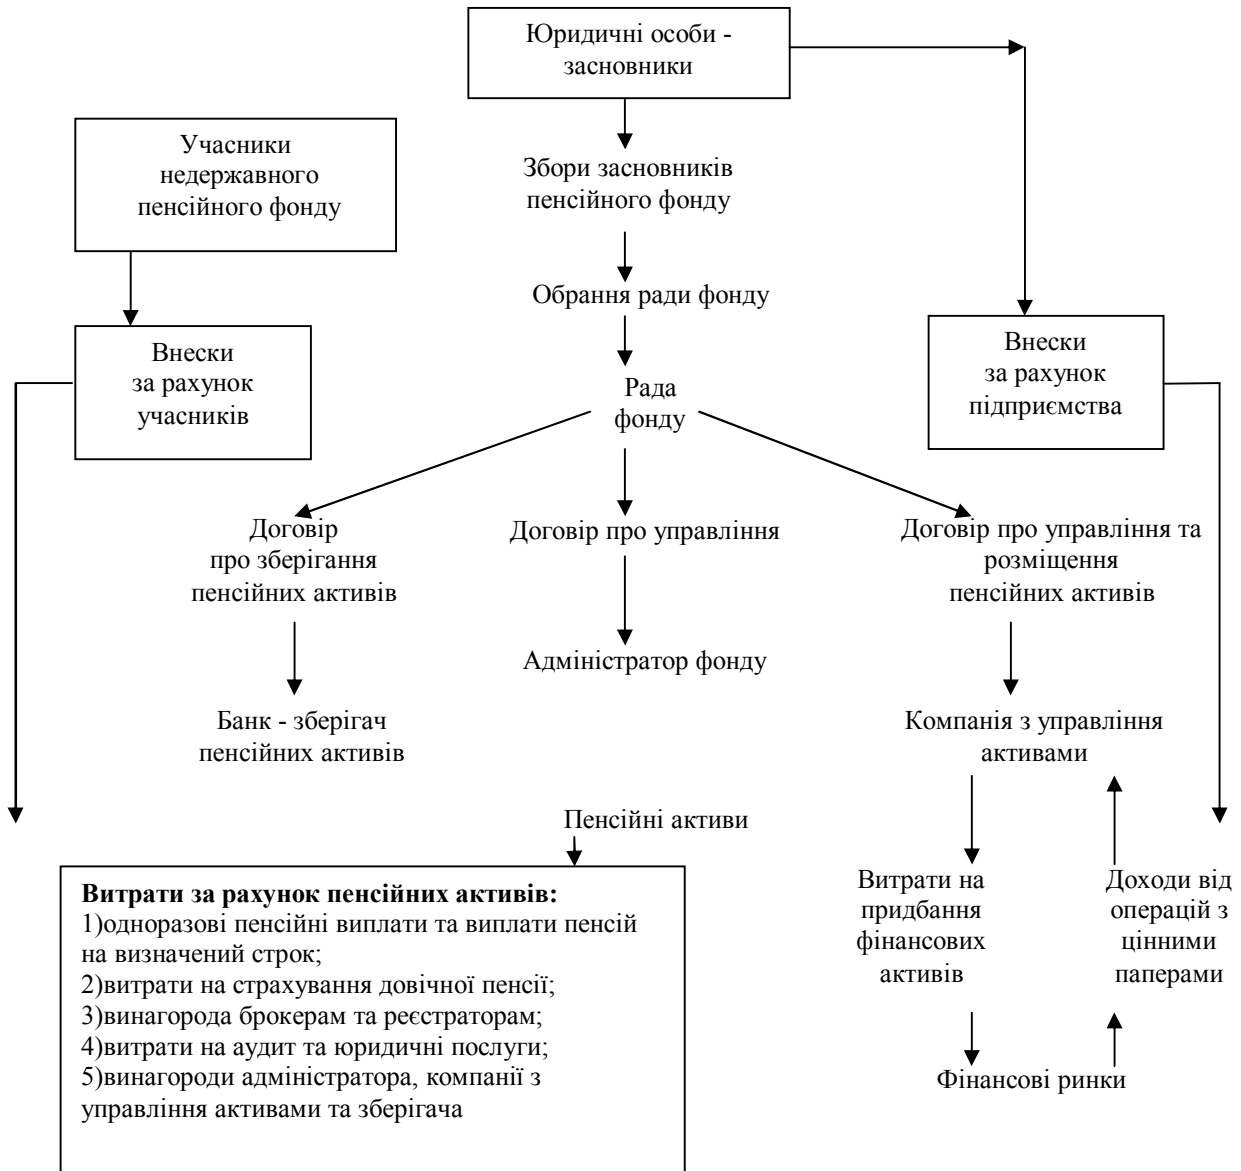 Юридичні особи -
засновники
Учасники
недержавного
пенсійного фонду
Збори засновників
пенсійного фонду
Обрання ради фонду
Внески
за рахунок
учасників
Рада
фонду
Внески
за рахунок
підприємства
Договір
про зберігання
пенсійних активів
Договір про управління
Договір про управління та
розміщення
пенсійних активів
Адміністратор фонду
Банк - зберігач
пенсійних активів
Компанія з управління
активами
Пенсійні активи
Витрати за рахунок пенсійних активів:
1)одноразові пенсійні виплати та виплати пенсій
на визначений строк;
2)витрати на страхування довічної пенсії;
3)винагорода брокерам та реєстраторам;
4)витрати на аудит та юридичні послуги;
5)винагороди адміністратора, компанії з
управління активами та зберігача
Витрати на
придбання
фінансових
активів
Доходи від
операцій з
цінними
паперами
Фінансові ринки